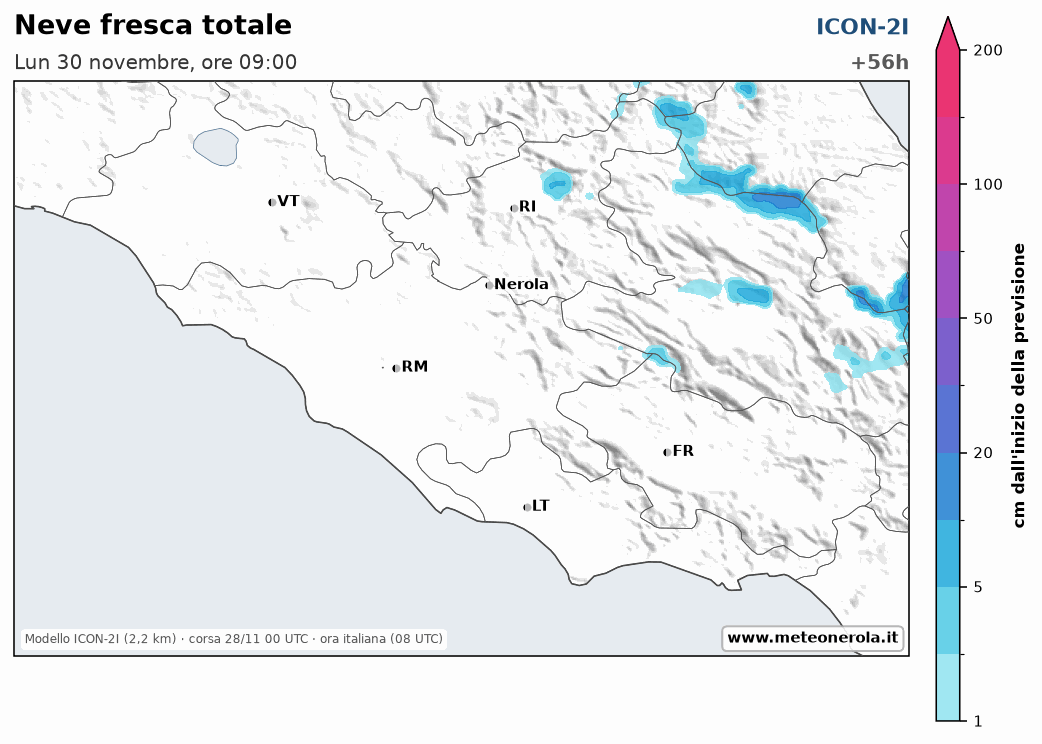 Neve fresca totale
ICON-2I
Lun 30 novembre, ore 09:00
+56h
VT
RI
Nerola
RM
FR
LT
Modello ICON-2I (2,2 km) · corsa 28/11 00 UTC · ora italiana (08 UTC)
www.meteonerola.it
200
100
50
20
5
1
cm dall'inizio della previsione